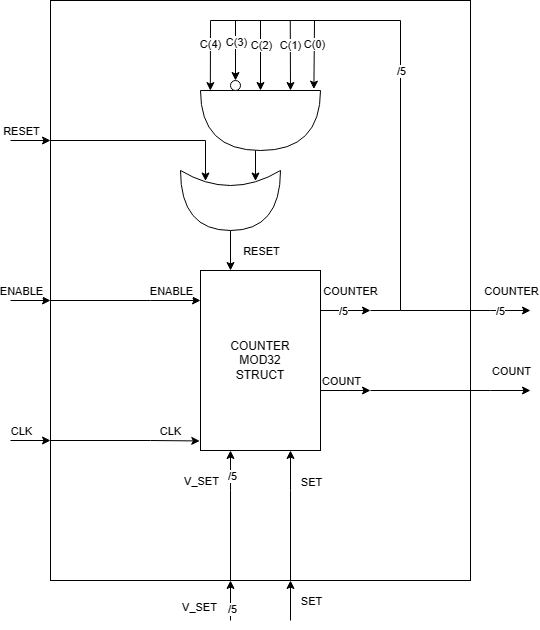 C(4) C(3) C(2) C(1) C(0)
/5
RESET
RESET
ENABLE ENABLE COUNTER COUNTER
/5 /5
COUNTER
MOD32
STRUCT
COUNT COUNT
CLK CLK
V_SET /5 SET
V_SET /5 SET